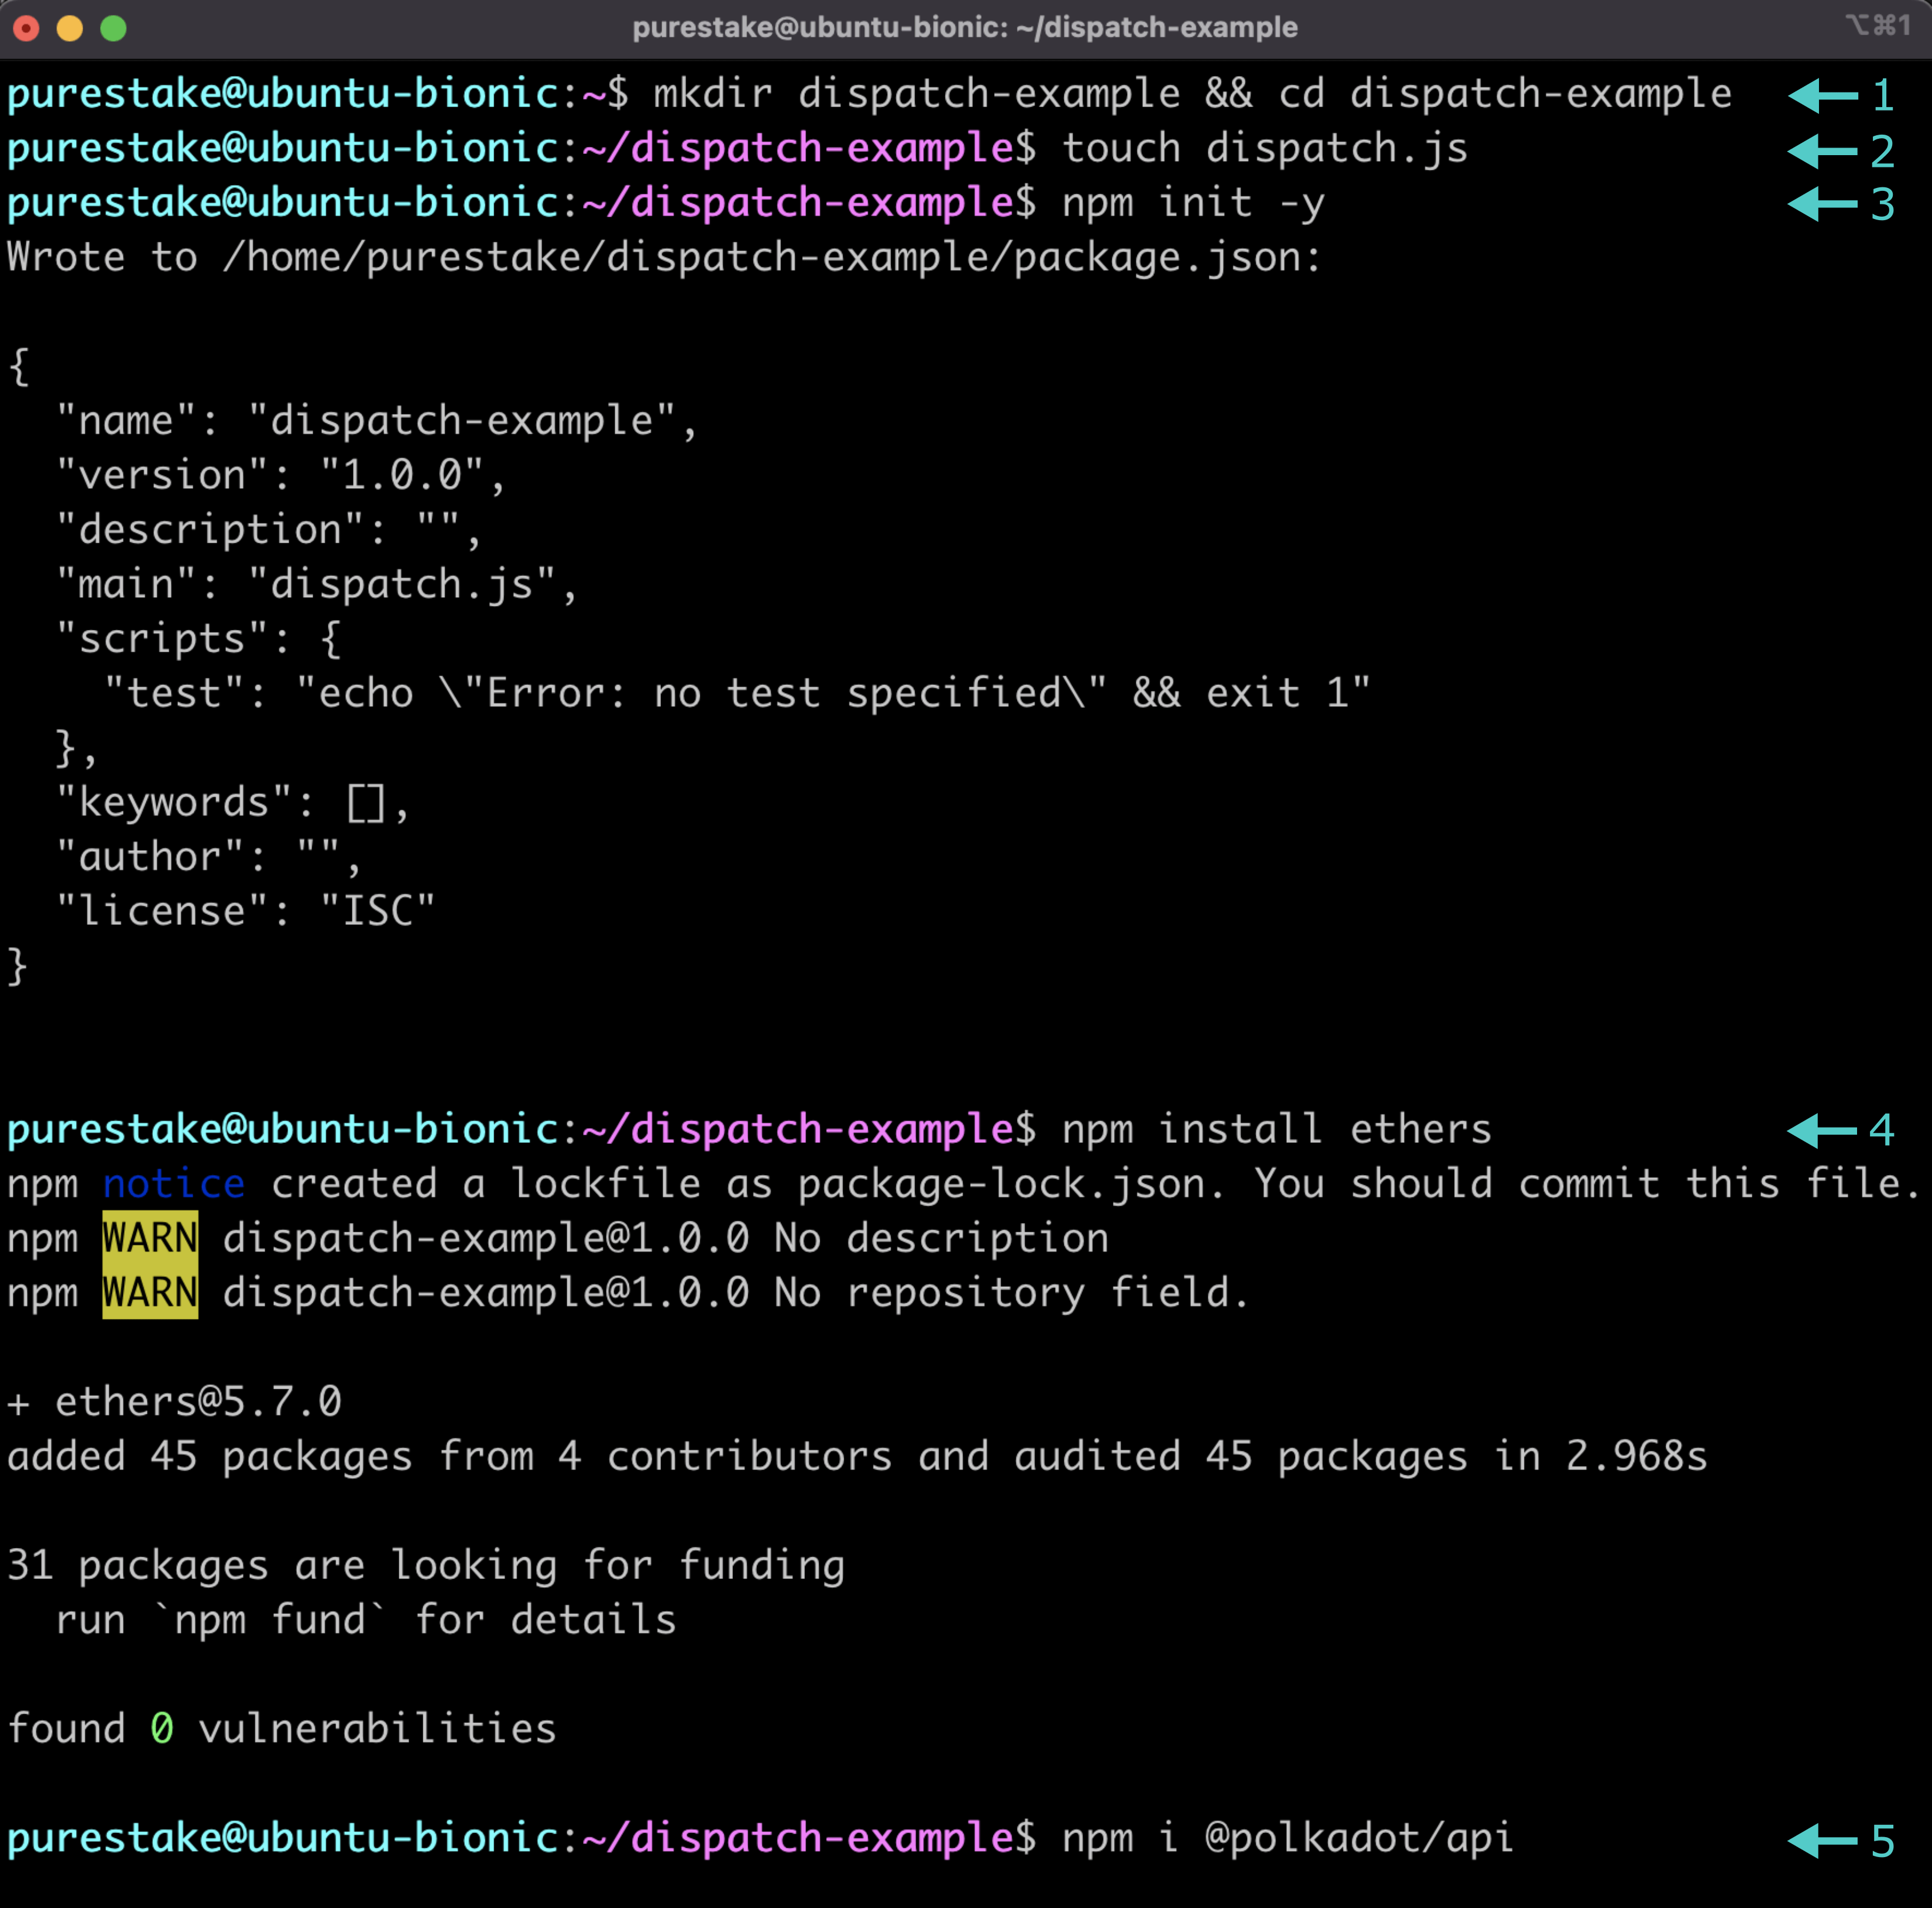 purestake@ubuntu-bionic: ~/dispatch-example ⌥⌘1
purestake@ubuntu-bionic:~$ mkdir dispatch-example && cd dispatch-example 1
purestake@ubuntu-bionic:~/dispatch-example$ touch dispatch.js 2
purestake@ubuntu-bionic:~/dispatch-example$ npm init -y 3
Wrote to /home/purestake/dispatch-example/package.json:
{
  "name": "dispatch-example",
  "version": "1.0.0",
  "description": "",
  "main": "dispatch.js",
  "scripts": {
    "test": "echo \"Error: no test specified\" && exit 1"
  },
  "keywords": [],
  "author": "",
  "license": "ISC"
}
purestake@ubuntu-bionic:~/dispatch-example$ npm install ethers 4
npm notice created a lockfile as package-lock.json. You should commit this file.
npm WARN dispatch-example@1.0.0 No description
npm WARN dispatch-example@1.0.0 No repository field.
+ ethers@5.7.0
added 45 packages from 4 contributors and audited 45 packages in 2.968s
31 packages are looking for funding
  run `npm fund` for details
found 0 vulnerabilities
purestake@ubuntu-bionic:~/dispatch-example$ npm i @polkadot/api 5